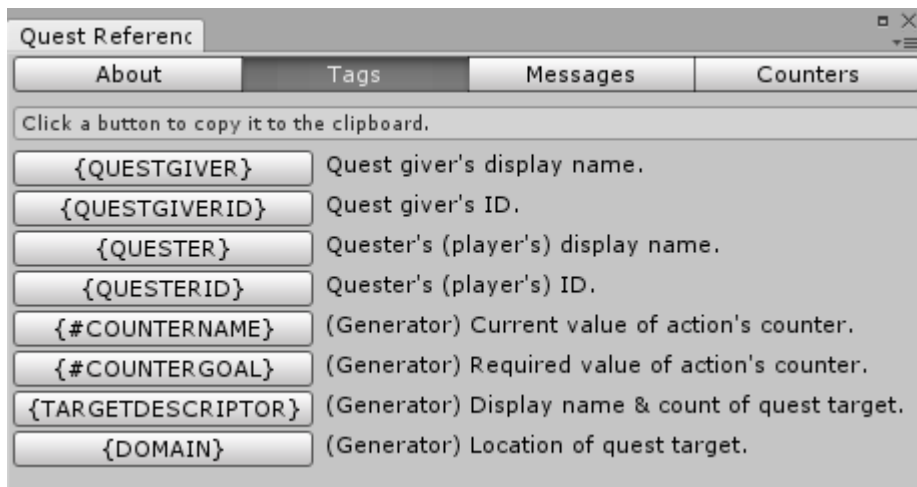 Quest Referenc
About Tags Messages Counters
Click a button to copy it to the clipboard.
{QUESTGIVER} Quest giver's display name.
{QUESTGIVERID} Quest giver's ID.
{QUESTER} Quester's (player's) display name.
{QUESTERID} Quester's (player's) ID.
{#COUNTERNAME} (Generator) Current value of action's counter.
{#COUNTERGOAL} (Generator) Required value of action's counter.
{TARGETDESCRIPTOR} (Generator) Display name & count of quest target.
{DOMAIN} (Generator) Location of quest target.